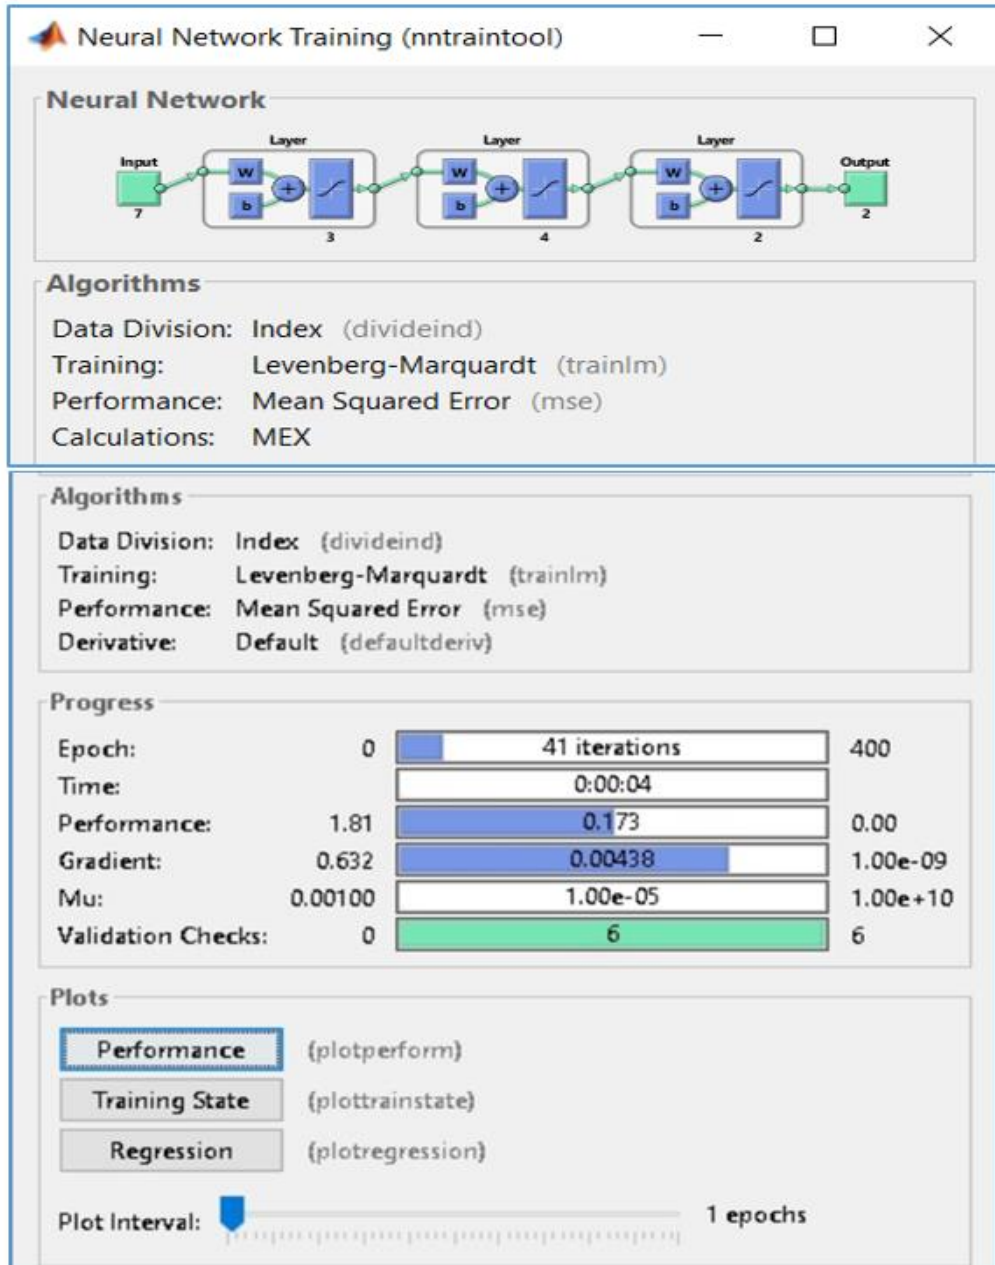 Neural Network Training (nntraintool)
Neural Network
Layer Layer Layer
Input W W W Output
b b b
7 3 4 2 2
Algorithms
Data Division: Index (divideind)
Training: Levenberg-Marquardt (trainlm)
Performance: Mean Squared Error (mse)
Calculations: MEX
Algorithms
Data Division: Index (divideind)
Training: Levenberg-Marquardt (trainlm)
Performance: Mean Squared Error (mse)
Derivative: Default (defaultderiv)
Progress
Epoch: 0 41 iterations 400
Time: 0:00:04
Performance: 1.81 0.173 0.00
Gradient: 0.632 0.00438 1.00e-09
Mu: 0.00100 1.00e-05 1.00e+10
Validation Checks: 0 6 6
Plots
Performance (plotperform)
Training State (plottrainstate)
Regression (plotregression)
Plot Interval: 1 epochs